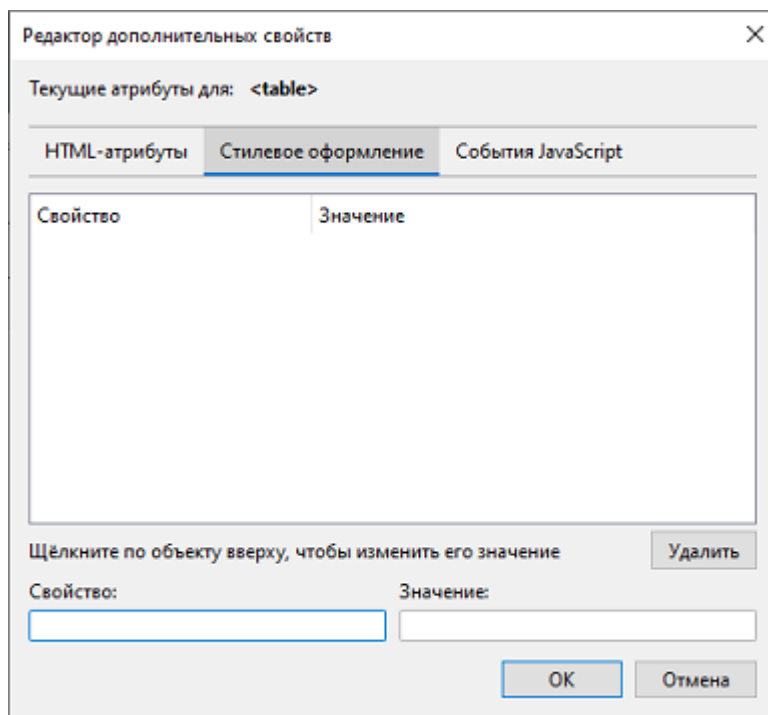 Редактор дополнительных свойств
Текущие атрибуты для: <table>
HTML-атрибуты Стилевое оформление События JavaScript
Свойство Значение
Щёлкните по объекту вверху, чтобы изменить его значение Удалить
Свойство: Значение:
OK Отмена